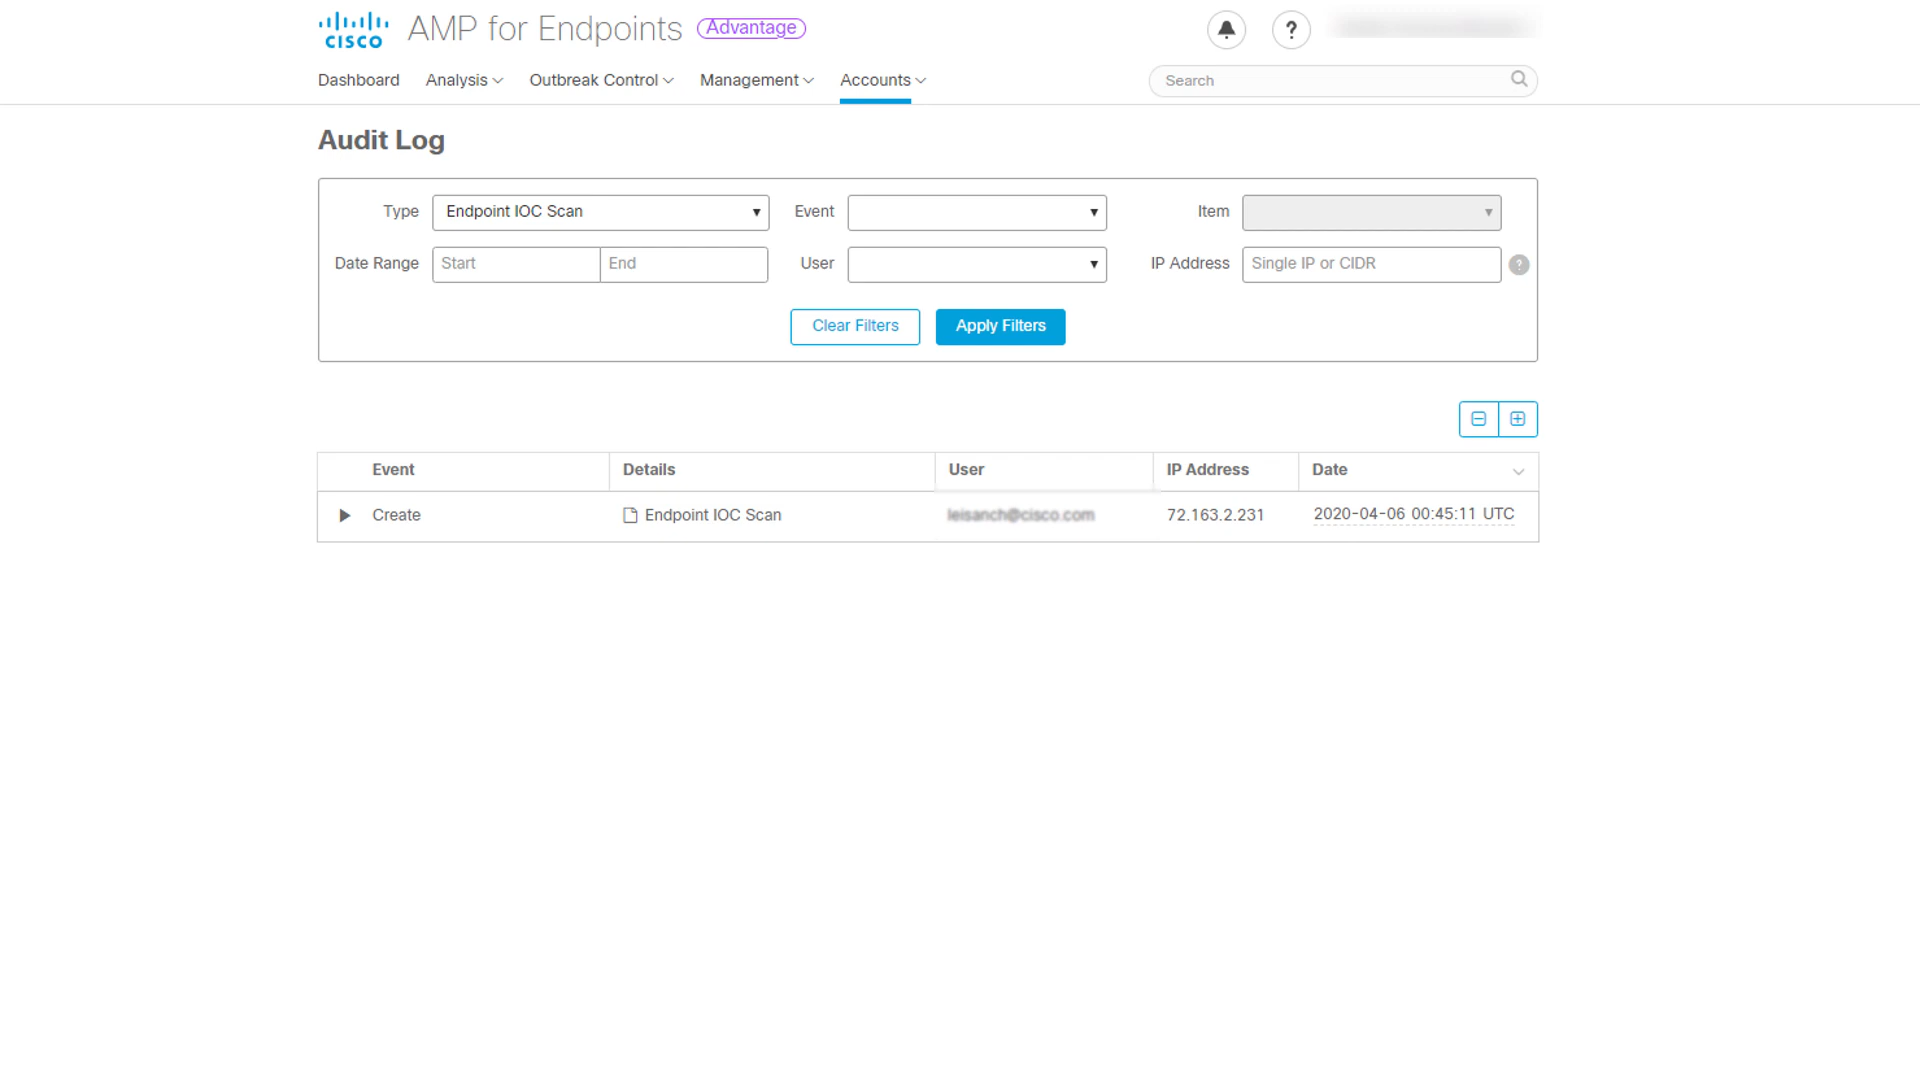 CISCO AMP for Endpoints Advantage ?
Dashboard Analysis Outbreak Control Management Accounts Search
Audit Log
Type Endpoint IOC Scan Event Item
Date Range Start End User IP Address Single IP or CIDR ?
Clear Filters Apply Filters
Event Details User IP Address Date
Create Endpoint IOC Scan 72.163.2.231 2020-04-06 00:45:11 UTC